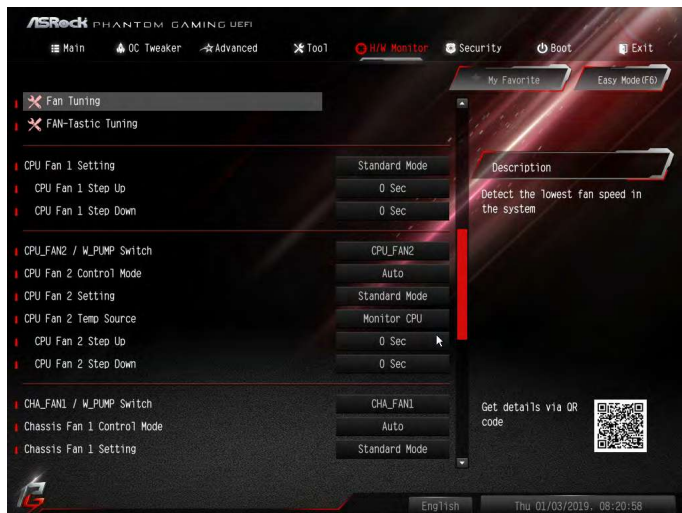 ASRock PHANTOM GAMING UEFI
Main OC Tweaker Advanced Tool H/W Monitor Security Boot Exit
My Favorite Easy Mode(F6)
Fan Tuning
FAN-Tastic Tuning
CPU Fan 1 Setting Standard Mode
CPU Fan 1 Step Up 0 Sec
CPU Fan 1 Step Down 0 Sec
CPU_FAN2 / W_PUMP Switch CPU_FAN2
CPU Fan 2 Control Mode Auto
CPU Fan 2 Setting Standard Mode
CPU Fan 2 Temp Source Monitor CPU
CPU Fan 2 Step Up 0 Sec
CPU Fan 2 Step Down 0 Sec
CHA_FAN1 / W_PUMP Switch CHA_FAN1
Chassis Fan 1 Control Mode Auto
Chassis Fan 1 Setting Standard Mode
Description
Detect the lowest fan speed in
the system
Get details via QR
code
English Thu 01/03/2019. 08:20:58